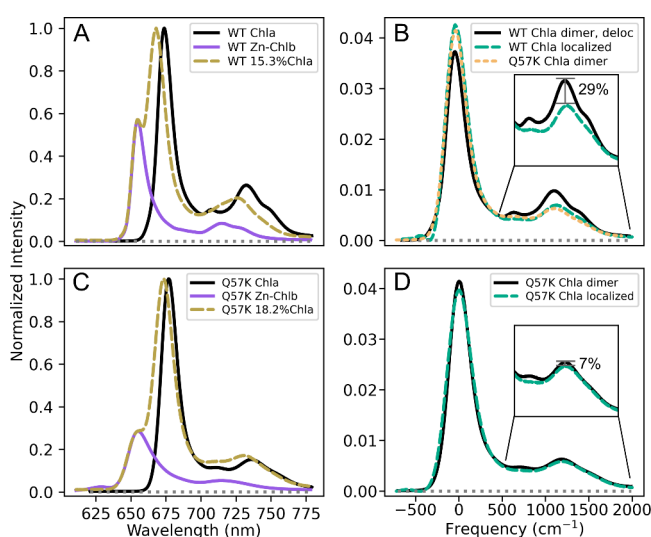 A
WT Chla
WT Zn-Chlb
WT 15.3%Chla
1.0
0.8
0.6
0.4
0.2
0.0
B
WT Chla dimer, deloc
WT Chla localized
Q57K Chla dimer
29%
0.04
0.03
0.02
0.01
0.00
Normalized Intensity
C
Q57K Chla
Q57K Zn-Chlb
Q57K 18.2%Chla
1.0
0.8
0.6
0.4
0.2
0.0
625 650 675 700 725 750 775
Wavelength (nm)
D
Q57K Chla dimer
Q57K Chla localized
7%
0.04
0.03
0.02
0.01
0.00
−500 0 500 1000 1500 2000
Frequency (cm⁻¹)